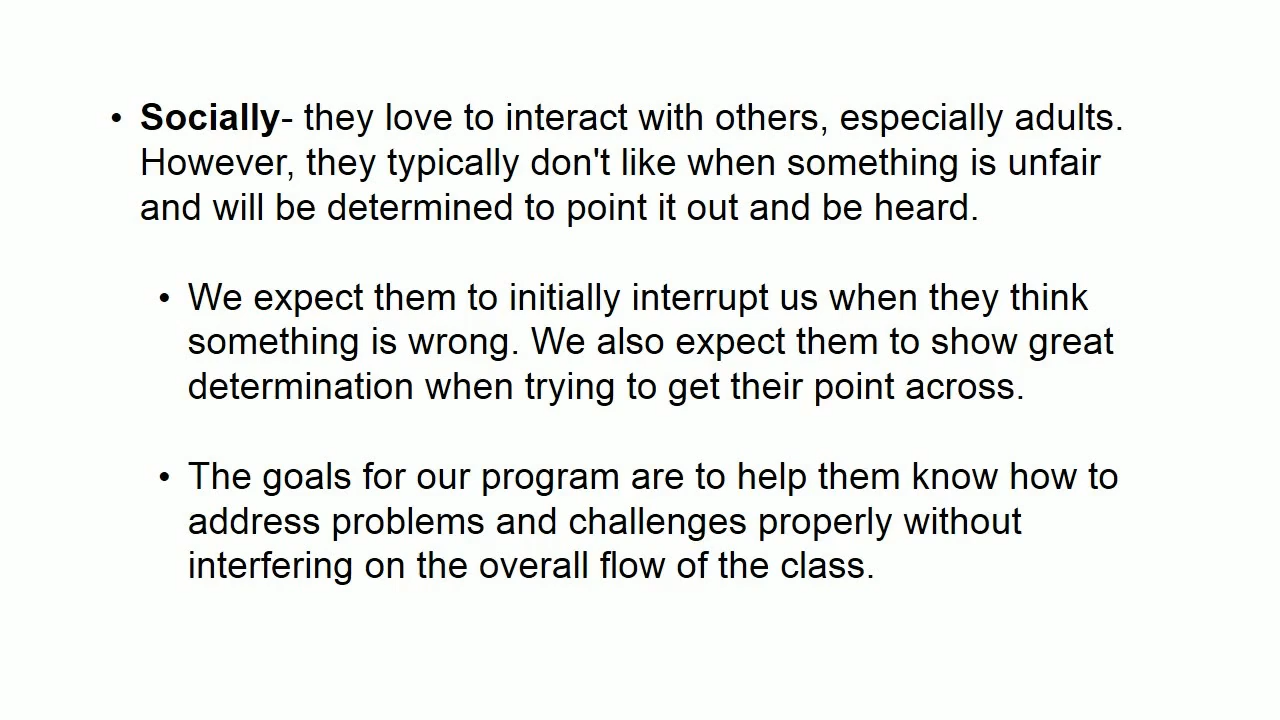 • Socially- they love to interact with others, especially adults.
However, they typically don't like when something is unfair
and will be determined to point it out and be heard.
• We expect them to initially interrupt us when they think
something is wrong. We also expect them to show great
determination when trying to get their point across.
• The goals for our program are to help them know how to
address problems and challenges properly without
interfering on the overall flow of the class.